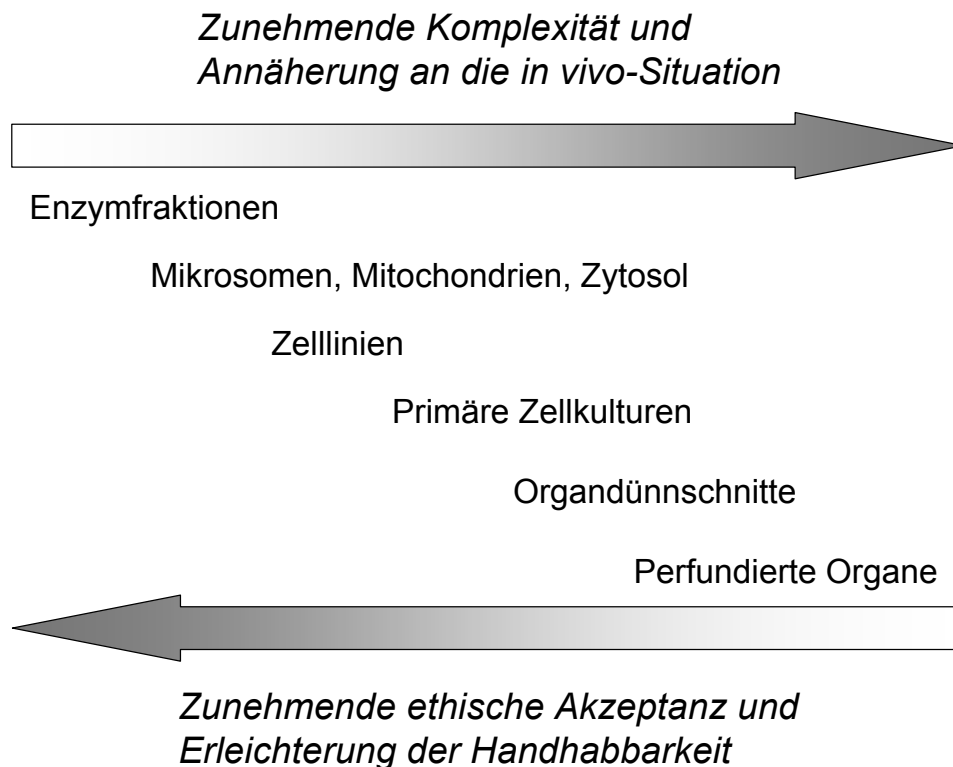 Zunehmende Komplexität und
Annäherung an die in vivo-Situation
Enzymfraktionen
Mikrosomen, Mitochondrien, Zytosol
Zelllinien
Primäre Zellkulturen
Organdünnschnitte
Perfundierte Organe
Zunehmende ethische Akzeptanz und
Erleichterung der Handhabbarkeit